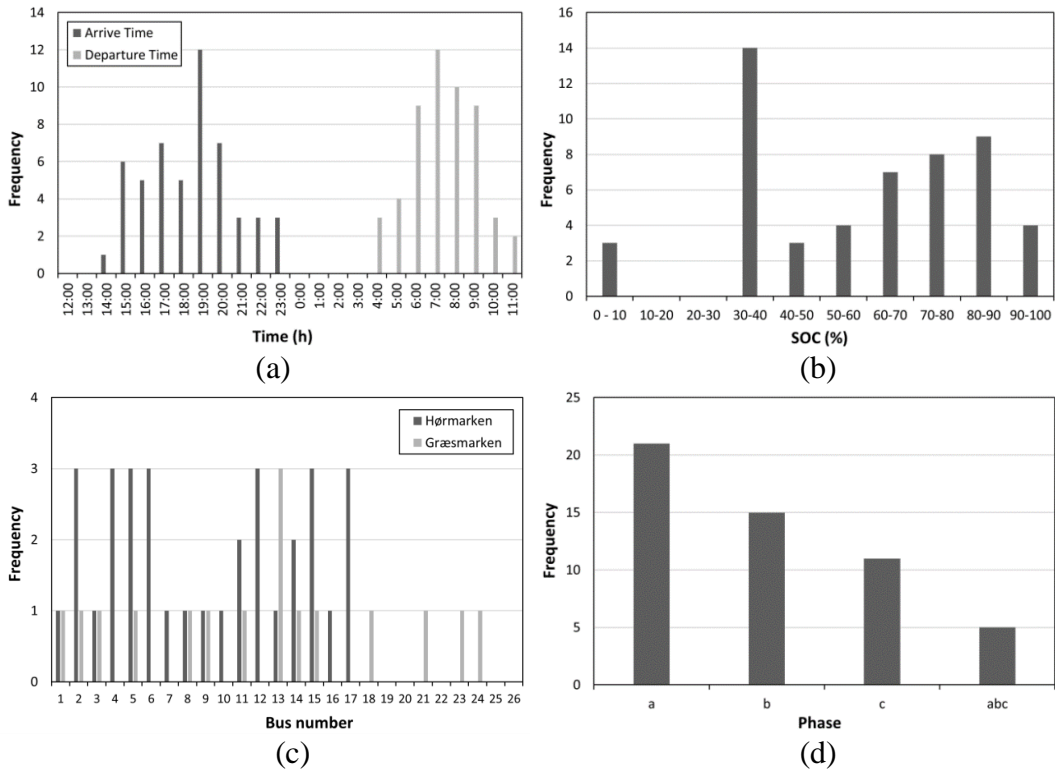 14
12
10
8
6
4
2
0
Frequency
Arrive Time
Departure Time
12:00 13:00 14:00 15:00 16:00 17:00 18:00 19:00 20:00 21:00 22:00 23:00 0:00 1:00 2:00 3:00 4:00 5:00 6:00 7:00 8:00 9:00 10:00 11:00
Time (h)
(a)
16
14
12
10
8
6
4
2
0
Frequency
0 - 10 10-20 20-30 30-40 40-50 50-60 60-70 70-80 80-90 90-100
SOC (%)
(b)
4
3
2
1
0
Frequency
Hørmarken
Græsmarken
1 2 3 4 5 6 7 8 9 10 11 12 13 14 15 16 17 18 19 20 21 22 23 24 25 26
Bus number
(c)
25
20
15
10
5
0
Frequency
a b c abc
Phase
(d)